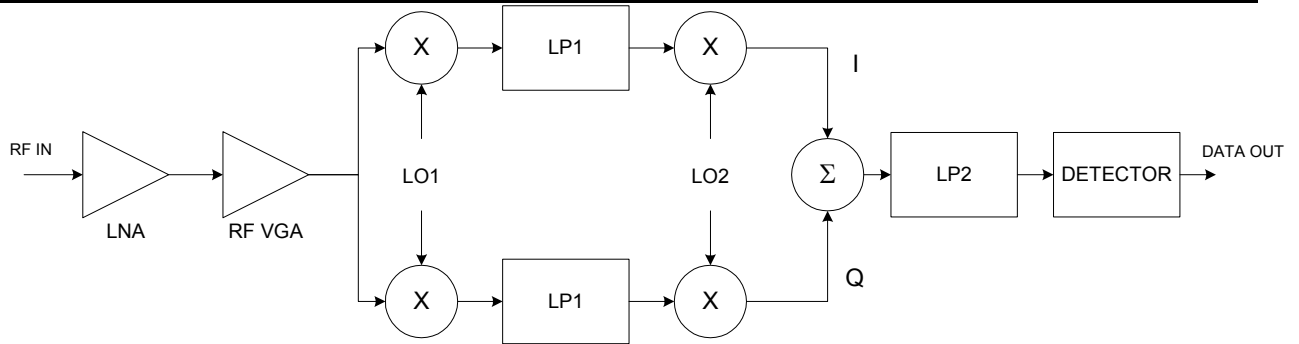 X
LP1
X
I
RF IN
LNA
RF VGA
LO1
LO2
Σ
LP2
DETECTOR
DATA OUT
X
LP1
X
Q